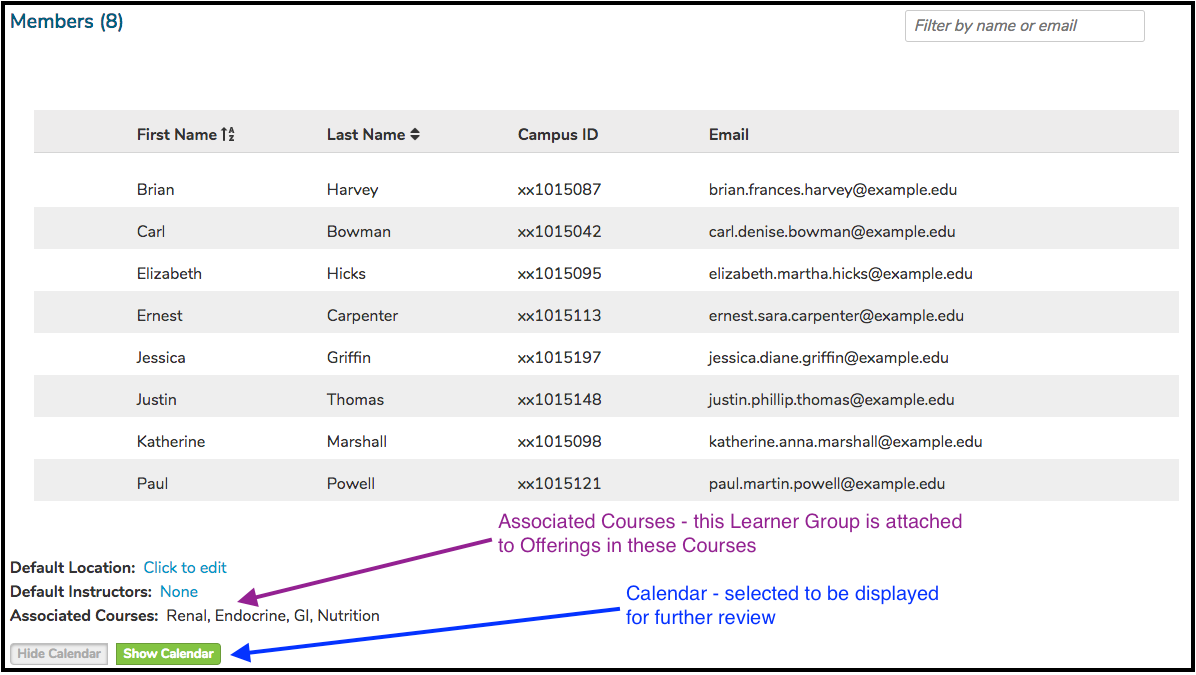 Members (8)
Filter by name or email
First Name Last Name Campus ID Email
Brian Harvey xx1015087 brian.frances.harvey@example.edu
Carl Bowman xx1015042 carl.denise.bowman@example.edu
Elizabeth Hicks xx1015095 elizabeth.martha.hicks@example.edu
Ernest Carpenter xx1015113 ernest.sara.carpenter@example.edu
Jessica Griffin xx1015197 jessica.diane.griffin@example.edu
Justin Thomas xx1015148 justin.phillip.thomas@example.edu
Katherine Marshall xx1015098 katherine.anna.marshall@example.edu
Paul Powell xx1015121 paul.martin.powell@example.edu
Associated Courses - this Learner Group is attached
to Offerings in these Courses
Default Location: Click to edit
Default Instructors: None
Associated Courses: Renal, Endocrine, GI, Nutrition
Calendar - selected to be displayed
for further review
Hide Calendar Show Calendar